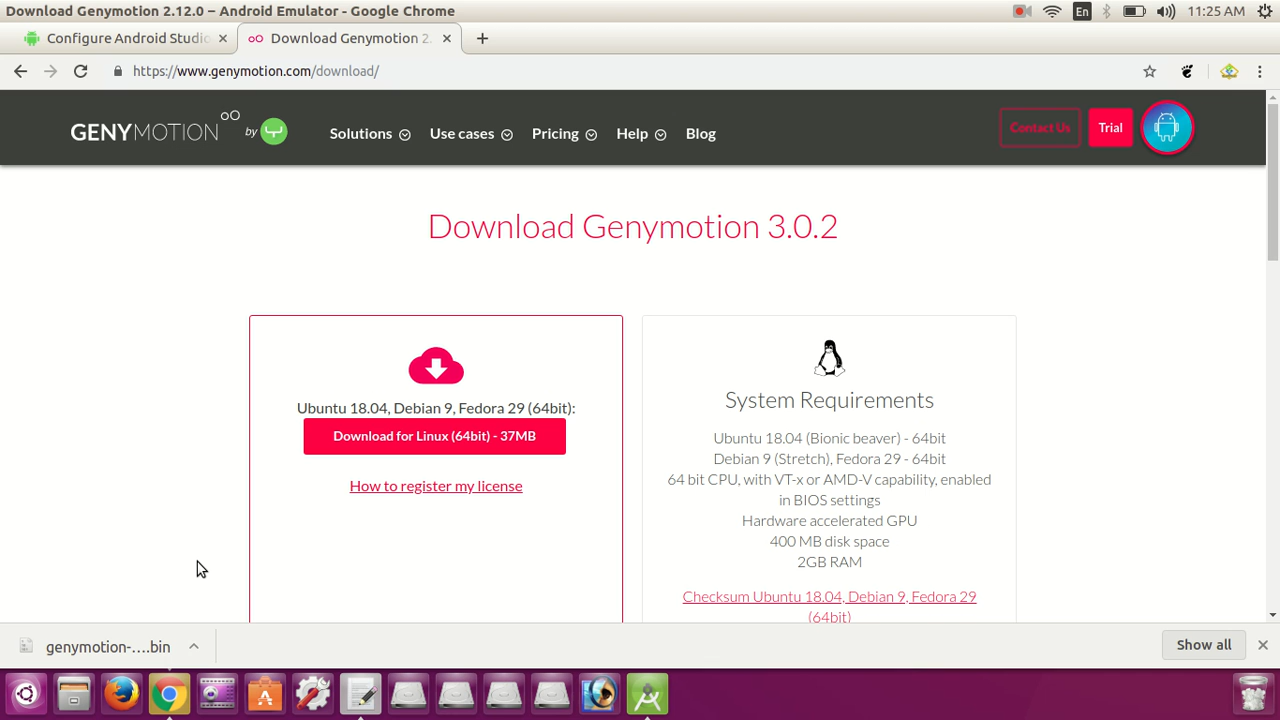 Download Genymotion 2.12.0 – Android Emulator - Google Chrome
En
11:25 AM
Configure Android Studio
Download Genymotion 2.
https://www.genymotion.com/download/
GENYMOTION by
Solutions
Use cases
Pricing
Help
Blog
Contact Us
Trial
Download Genymotion 3.0.2
Ubuntu 18.04, Debian 9, Fedora 29 (64bit):
Download for Linux (64bit) - 37MB
How to register my license
System Requirements
Ubuntu 18.04 (Bionic beaver) - 64bit
Debian 9 (Stretch), Fedora 29 - 64bit
64 bit CPU, with VT-x or AMD-V capability, enabled
in BIOS settings
Hardware accelerated GPU
400 MB disk space
2GB RAM
Checksum Ubuntu 18.04, Debian 9, Fedora 29
(64bit)
genymotion-....bin
Show all